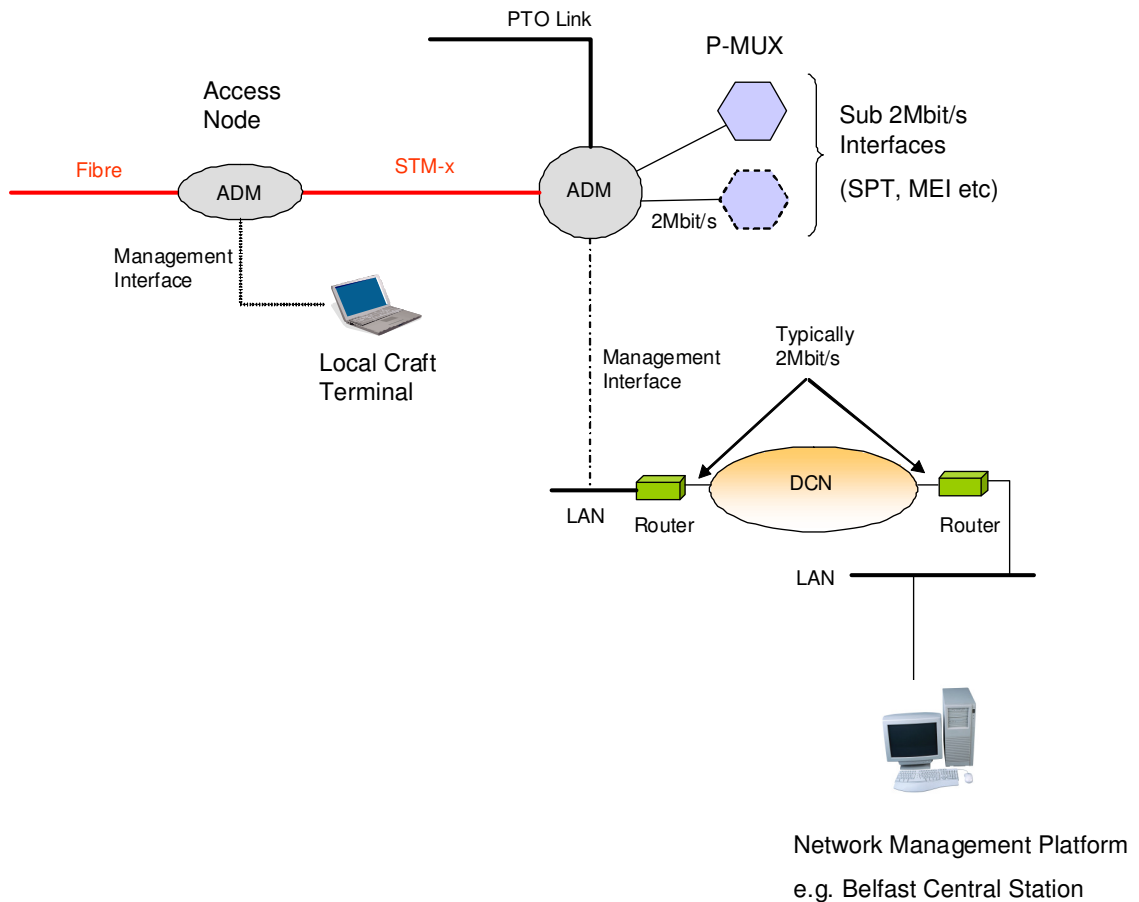 PTO Link
P-MUX
Access
Node
Sub 2Mbit/s
Interfaces
(SPT, MEI etc)
Fibre
STM-x
ADM
ADM
2Mbit/s
Management
Interface
Local Craft
Terminal
Typically
2Mbit/s
Management
Interface
DCN
LAN
Router
Router
LAN
Network Management Platform
e.g. Belfast Central Station